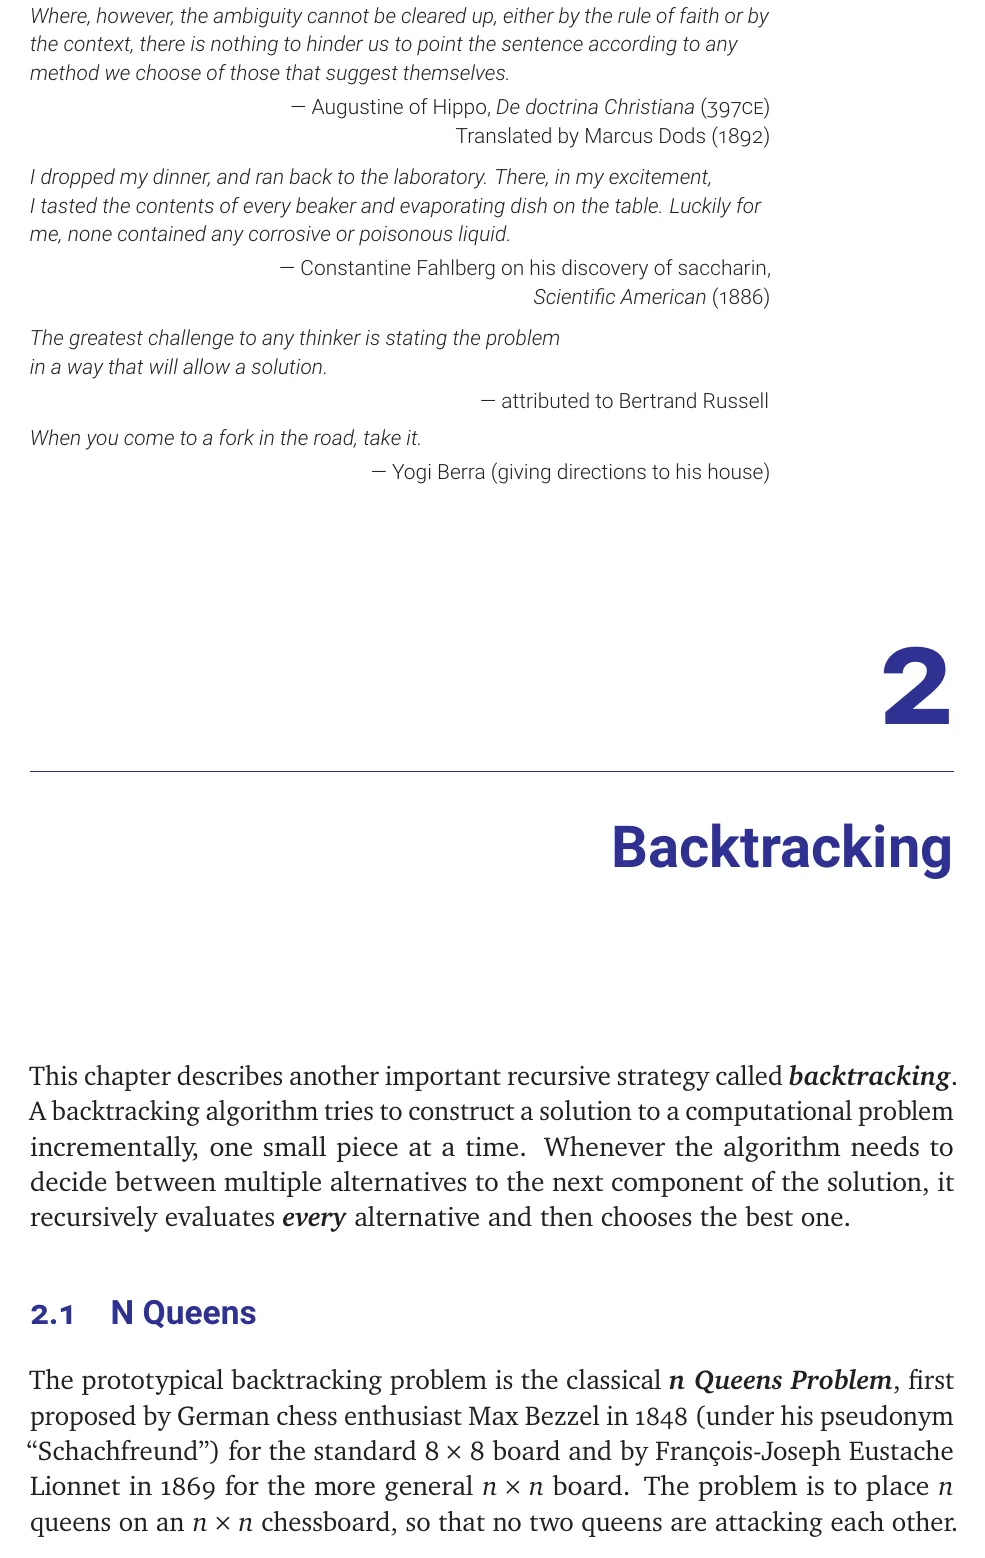 Where, however, the ambiguity cannot be cleared up, either by the rule of faith or by
the context, there is nothing to hinder us to point the sentence according to any
method we choose of those that suggest themselves.
— Augustine of Hippo, De doctrina Christiana (397CE)
Translated by Marcus Dods (1892)
I dropped my dinner, and ran back to the laboratory. There, in my excitement,
I tasted the contents of every beaker and evaporating dish on the table. Luckily for
me, none contained any corrosive or poisonous liquid.
— Constantine Fahlberg on his discovery of saccharin,
Scientific American (1886)
The greatest challenge to any thinker is stating the problem
in a way that will allow a solution.
— attributed to Bertrand Russell
When you come to a fork in the road, take it.
— Yogi Berra (giving directions to his house)
2
Backtracking
This chapter describes another important recursive strategy called backtracking.
A backtracking algorithm tries to construct a solution to a computational problem
incrementally, one small piece at a time. Whenever the algorithm needs to
decide between multiple alternatives to the next component of the solution, it
recursively evaluates every alternative and then chooses the best one.
2.1 N Queens
The prototypical backtracking problem is the classical n Queens Problem, first
proposed by German chess enthusiast Max Bezzel in 1848 (under his pseudonym
“Schachfreund”) for the standard 8 × 8 board and by François-Joseph Eustache
Lionnet in 1869 for the more general n × n board. The problem is to place n
queens on an n × n chessboard, so that no two queens are attacking each other.